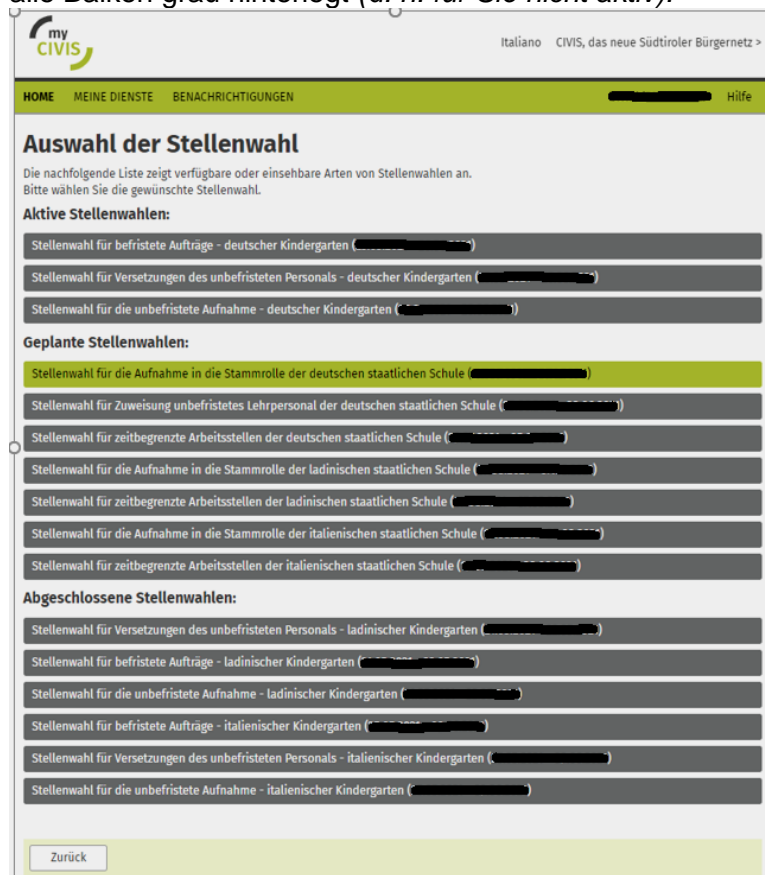 alle Balken grau hinterlegt (d. h. für Sie nicht aktiv).
my
CIVIS
Italiano CIVIS, das neue Südtiroler Bürgernetz >
HOME MEINE DIENSTE BENACHRICHTIGUNGEN Hilfe
Auswahl der Stellenwahl
Die nachfolgende Liste zeigt verfügbare oder einsehbare Arten von Stellenwahlen an.
Bitte wählen Sie die gewünschte Stellenwahl.
Aktive Stellenwahlen:
Stellenwahl für befristete Aufträge - deutscher Kindergarten ( )
Stellenwahl für Versetzungen des unbefristeten Personals - deutscher Kindergarten ( )
Stellenwahl für die unbefristete Aufnahme - deutscher Kindergarten ( )
Geplante Stellenwahlen:
Stellenwahl für die Aufnahme in die Stammrolle der deutschen staatlichen Schule ( )
Stellenwahl für Zuweisung unbefristetes Lehrpersonal der deutschen staatlichen Schule ( )
Stellenwahl für zeitbegrenzte Arbeitsstellen der deutschen staatlichen Schule ( )
Stellenwahl für die Aufnahme in die Stammrolle der ladinischen staatlichen Schule ( )
Stellenwahl für zeitbegrenzte Arbeitsstellen der ladinischen staatlichen Schule ( )
Stellenwahl für die Aufnahme in die Stammrolle der italienischen staatlichen Schule ( )
Stellenwahl für zeitbegrenzte Arbeitsstellen der italienischen staatlichen Schule ( )
Abgeschlossene Stellenwahlen:
Stellenwahl für Versetzungen des unbefristeten Personals - ladinischer Kindergarten ( )
Stellenwahl für befristete Aufträge - ladinischer Kindergarten ( )
Stellenwahl für die unbefristete Aufnahme - ladinischer Kindergarten ( )
Stellenwahl für befristete Aufträge - italienischer Kindergarten ( )
Stellenwahl für Versetzungen des unbefristeten Personals - italienischer Kindergarten ( )
Stellenwahl für die unbefristete Aufnahme - italienischer Kindergarten ( )
Zurück